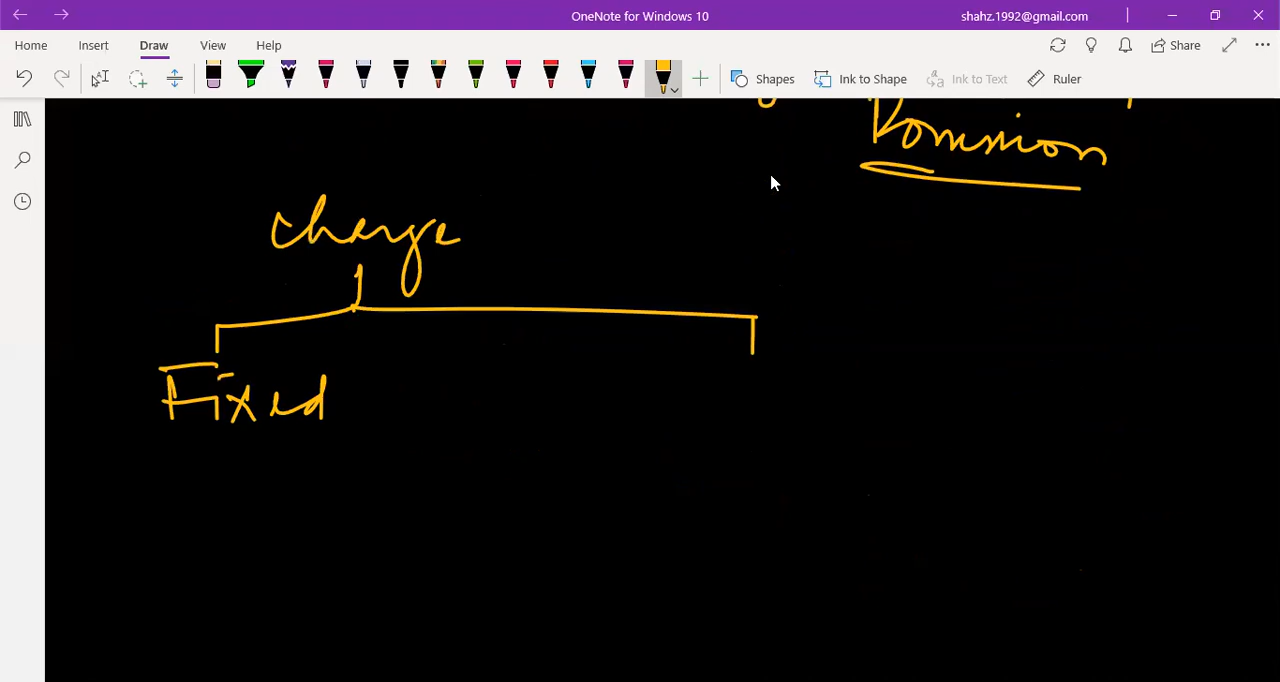 OneNote for Windows 10
shahz.1992@gmail.com
Home Insert Draw View Help
Share
Shapes Ink to Shape Ink to Text Ruler
charge
Fixed